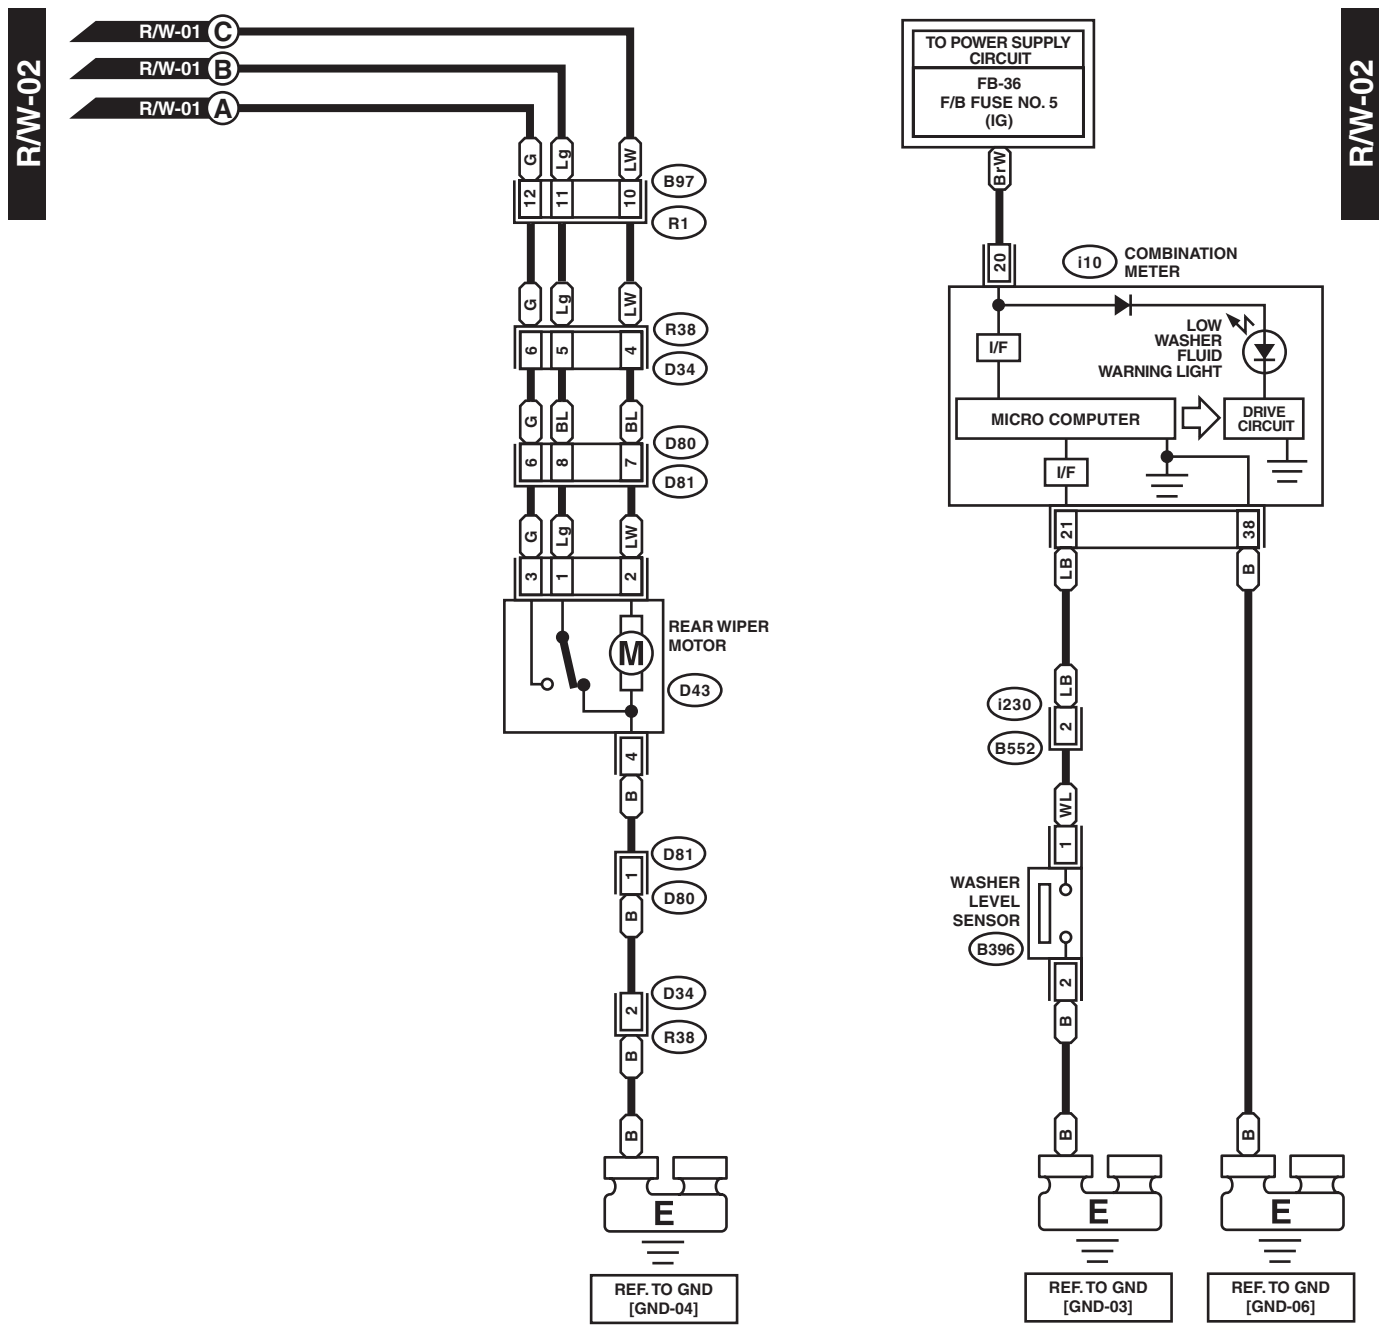 R/W-02
R/W-01 C
R/W-01 B
R/W-01 A
G
Lg
LW
12
11
10
B97
R1
G
Lg
LW
R38
6
5
4
D34
G
BL
BL
D80
6
8
7
D81
G
Lg
LW
3
1
2
REAR WIPER
MOTOR
M
D43
4
B
D81
1
D80
B
D34
2
R38
B
B
E
REF. TO GND
[GND-04]
TO POWER SUPPLY
CIRCUIT
FB-36
F/B FUSE NO. 5
(IG)
BrW
20
i10
COMBINATION
METER
I/F
LOW
WASHER
FLUID
WARNING LIGHT
MICRO COMPUTER
DRIVE
CIRCUIT
I/F
21
38
LB
B
LB
i230
2
B552
WL
1
WASHER
LEVEL
SENSOR
B396
2
B
B
B
E
E
REF. TO GND
[GND-03]
REF. TO GND
[GND-06]
R/W-02